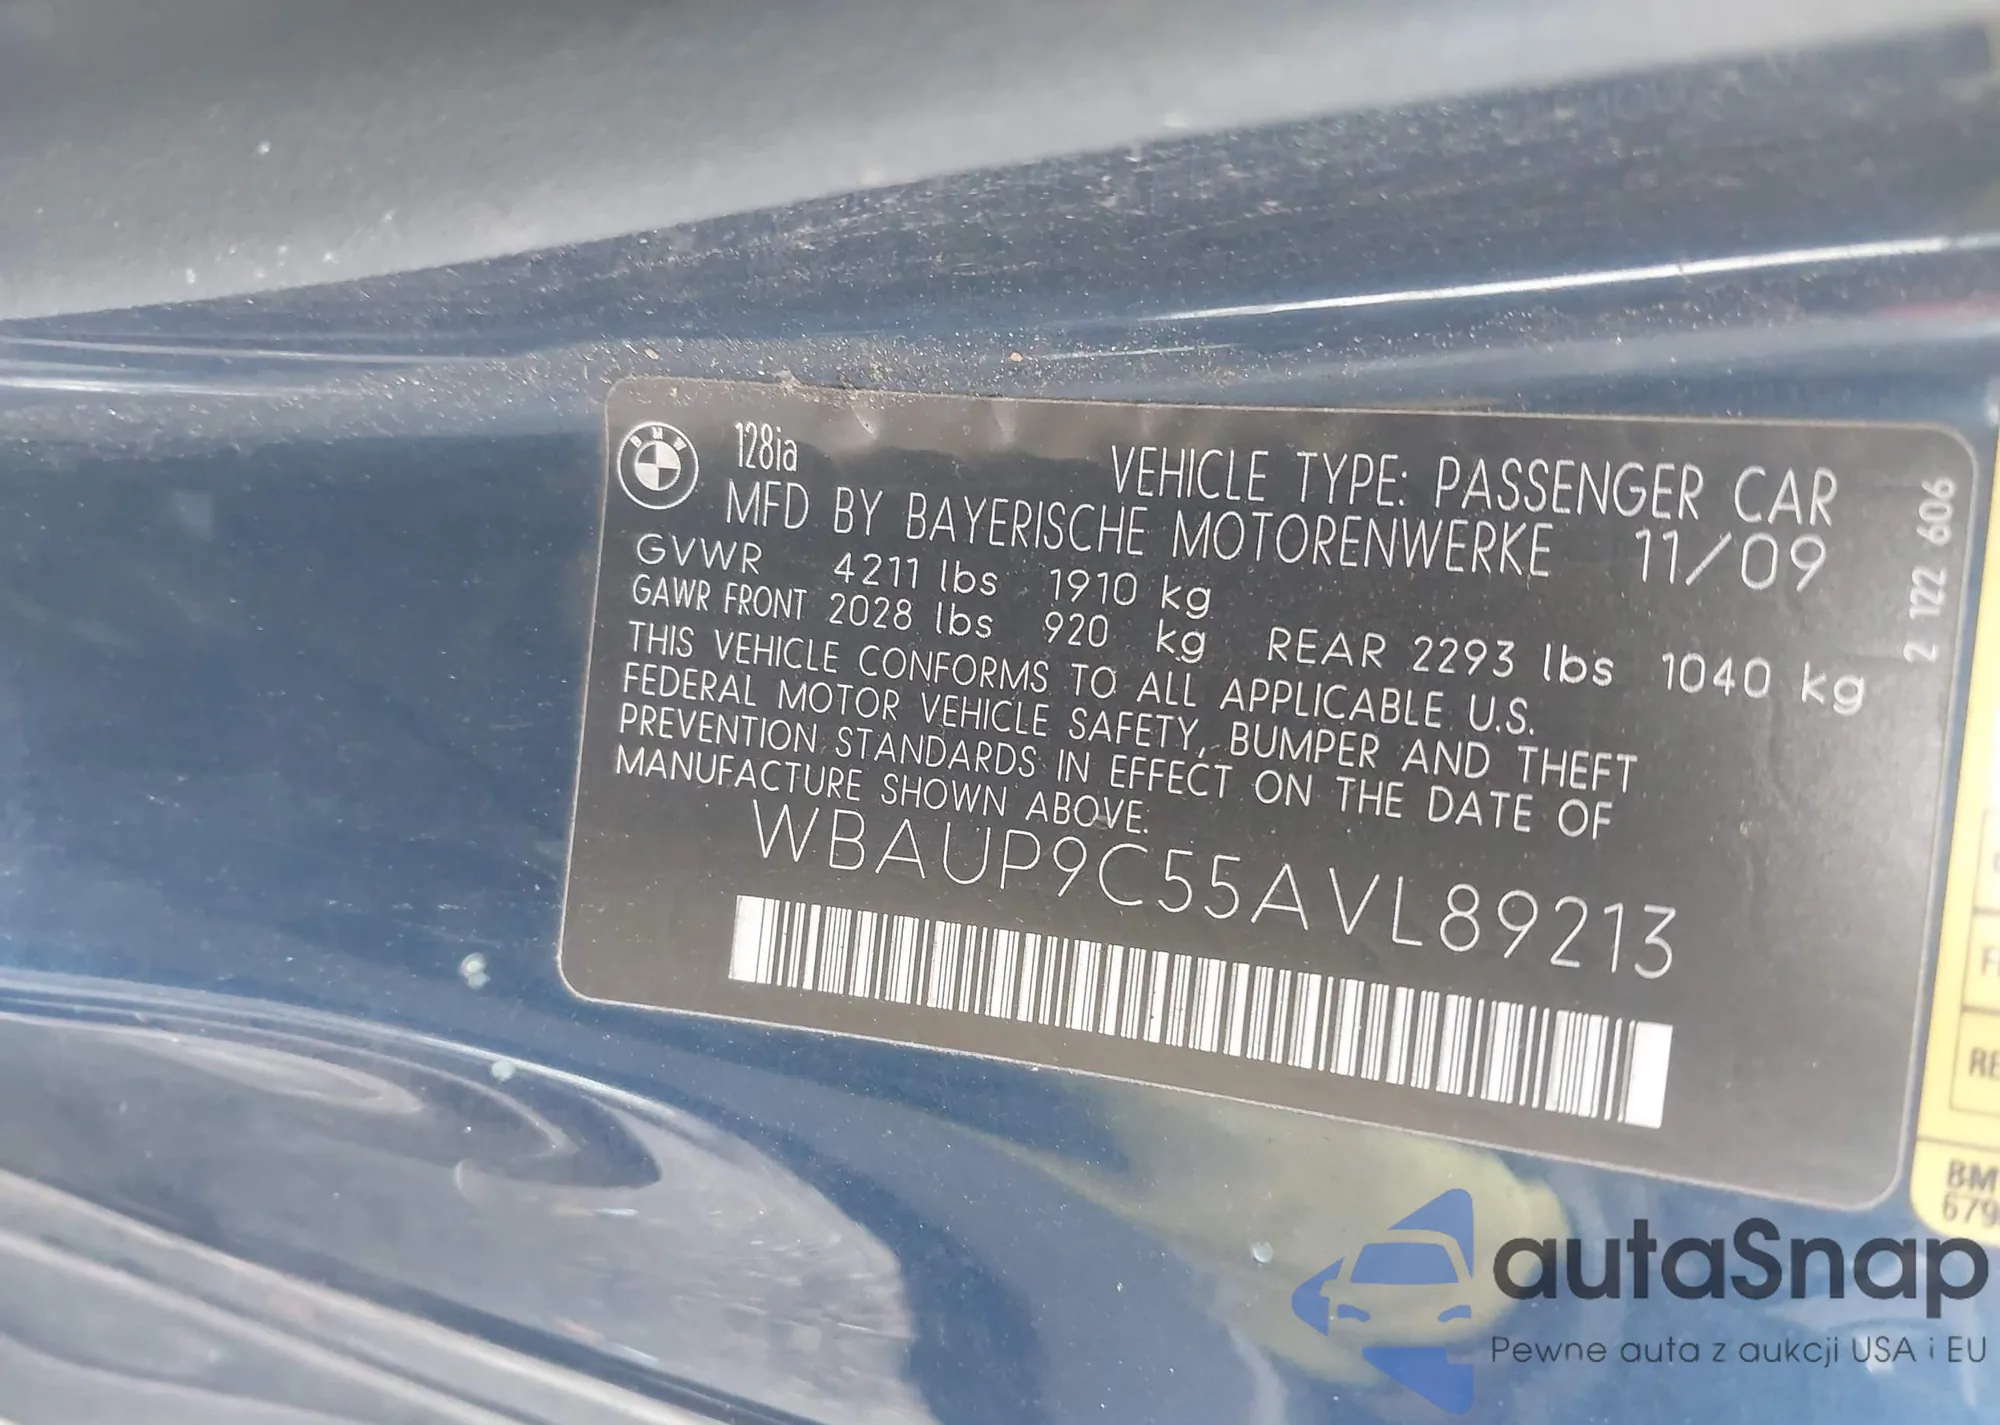 BMW
128ia
VEHICLE TYPE: PASSENGER CAR
MFD BY BAYERISCHE MOTORENWERKE 11/09
GVWR 4211 lbs 1910 kg
GAWR FRONT 2028 lbs 920 kg REAR 2293 lbs 1040 kg
THIS VEHICLE CONFORMS TO ALL APPLICABLE U.S.
FEDERAL MOTOR VEHICLE SAFETY, BUMPER AND THEFT
PREVENTION STANDARDS IN EFFECT ON THE DATE OF
MANUFACTURE SHOWN ABOVE.
WBAUP9C55AVL89213
2 122 606
autaSnap
Pewne auta z aukcji USA i EU